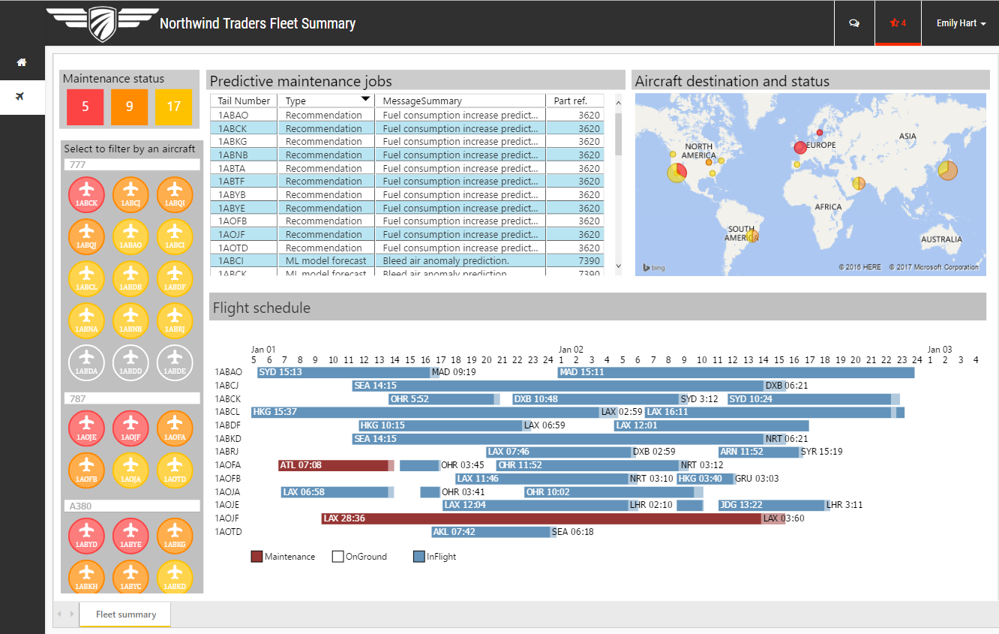 Northwind Traders Fleet Summary
4
Emily Hart
Maintenance status
5 9 17
Select to filter by an aircraft
777
1ABCK 1ABCJ 1ABQI
1ABQJ 1ABAO 1ABCI
1ABCL 1ABDB 1ABDF
1ABNA 1ABNB 1ABRJ
1ABDA 1ABDD 1ABDE
787
1AOJE 1AOJF 1AOFA
1AOFB 1AOJA 1AOTD
A380
1ABYD 1ABYE 1ABKG
1ABKH 1ABYC 1ABKD
Predictive maintenance jobs
Tail Number Type MessageSummary Part ref.
1ABAO Recommendation Fuel consumption increase predict... 3620
1ABCK Recommendation Fuel consumption increase predict... 3620
1ABKG Recommendation Fuel consumption increase predict... 3620
1ABNB Recommendation Fuel consumption increase predict... 3620
1ABTA Recommendation Fuel consumption increase predict... 3620
1ABTF Recommendation Fuel consumption increase predict... 3620
1ABYB Recommendation Fuel consumption increase predict... 3620
1ABYE Recommendation Fuel consumption increase predict... 3620
1AOFB Recommendation Fuel consumption increase predict... 3620
1AOJF Recommendation Fuel consumption increase predict... 3620
1AOTD Recommendation Fuel consumption increase predict... 3620
1ABCI ML model forecast Bleed air anomaly prediction. 7390
1ABCK ML model forecast Bleed air anomaly prediction. 7390
Aircraft destination and status
ASIA
NORTH
AMERICA
EUROPE
AFRICA
SOUTH
AMERICA
AUSTRALIA
bing
© 2016 HERE © 2017 Microsoft Corporation
Flight schedule
Jan 01 Jan 02 Jan 03
5 6 7 8 9 10 11 12 13 14 15 16 17 18 19 20 21 22 23 24 1 2 3 4 5 6 7 8 9 10 11 12 13 14 15 16 17 18 19 20 21 22 23 24 1 2 3 4
1ABAO SYD 15:13 MAD 09:19 MAD 15:11
1ABCJ SEA 14:15 DXB 06:21
1ABCK OHR 5:52 DXB 10:48 SYD 3:12 SYD 10:24
1ABCL HKG 15:37 LAX 02:59 LAX 16:11
1ABDF HKG 10:15 LAX 06:59 LAX 12:01
1ABKD SEA 14:15 NRT 06:21
1ABRJ LAX 07:46 DXB 02:59 ARN 11:52 SYR 15:19
1AOFA ATL 07:08 OHR 03:45 OHR 11:52 NRT 03:12
1AOFB LAX 11:46 NRT 03:10 HKG 03:40 GRU 03:03
1AOJA LAX 06:58 OHR 03:41 OHR 10:02
1AOJE LAX 12:04 LHR 02:10 JDG 13:22 LHR 3:11
1AOJF LAX 28:36 LAX 03:60
1AOTD AKL 07:42 SEA 06:18
Maintenance OnGround InFlight
Fleet summary